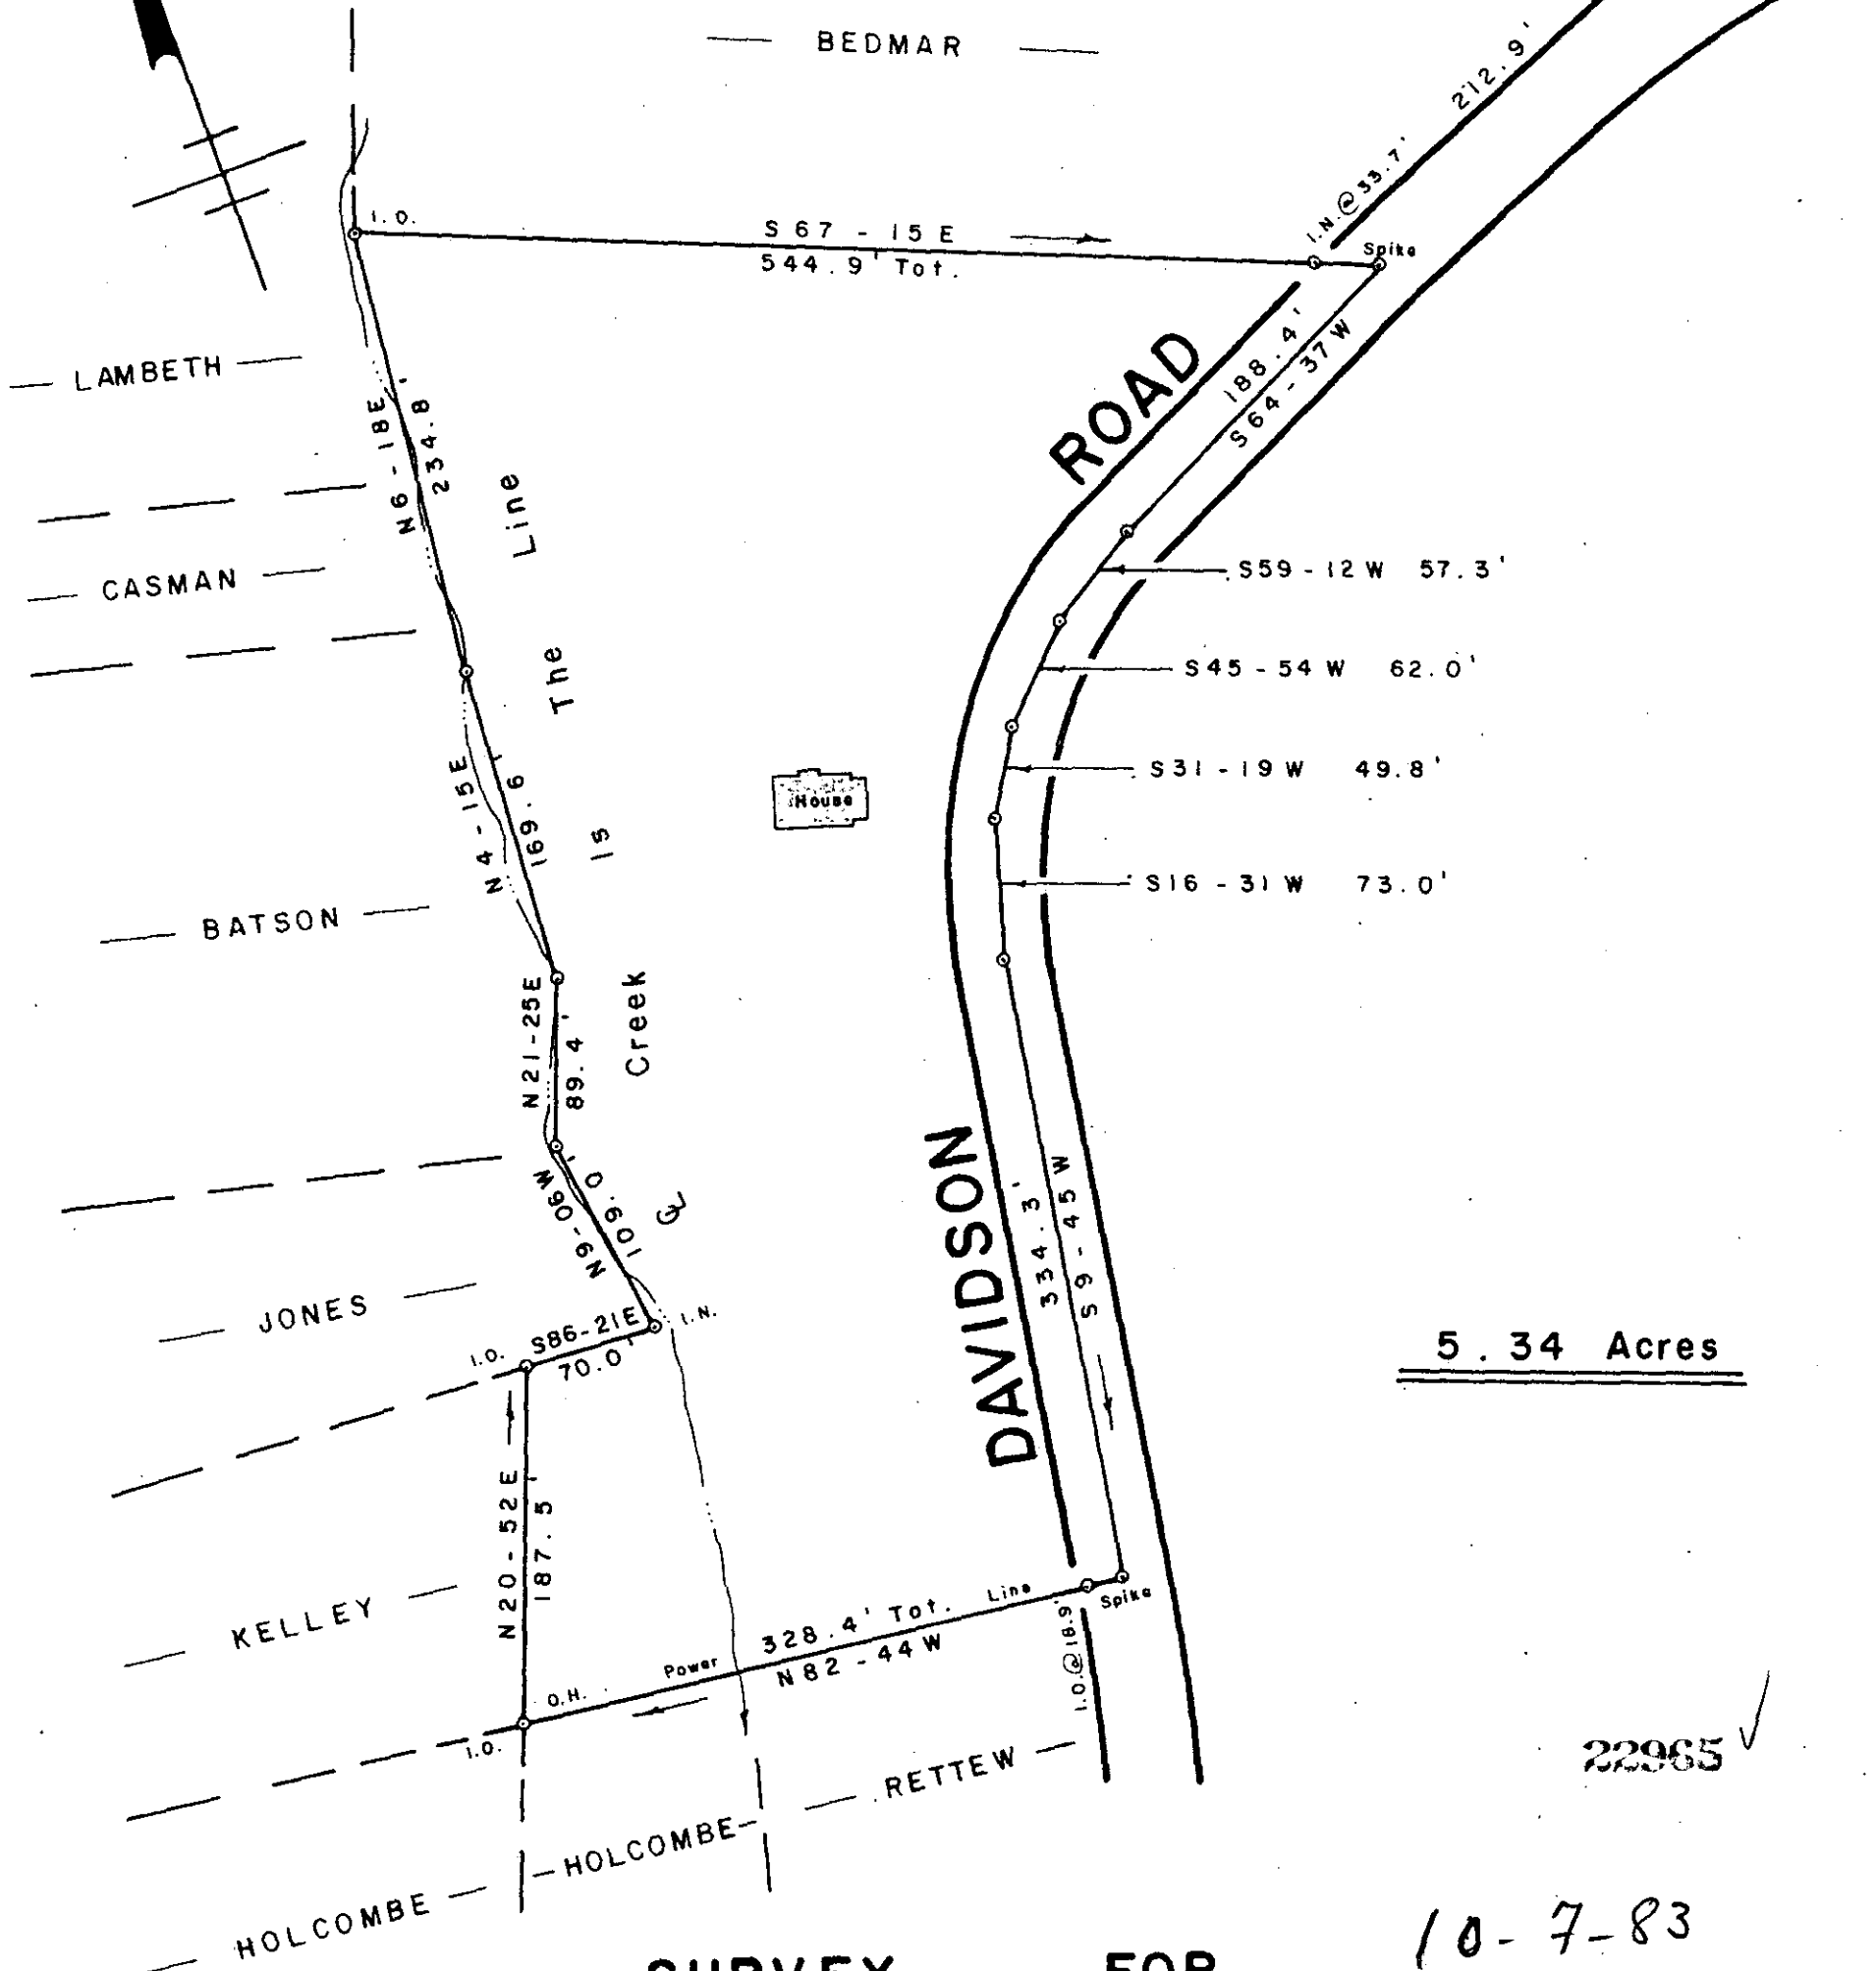 BEDMAR
212.9'
I.N.@33.7'
I.O.
S 67 - 15 E
544.9' Tot.
Spike
LAMBETH
N6-18E
234.8'
188.4'
S64-37W
ROAD
CASMAN
S59-12W 57.3'
S45-54W 62.0'
S31-19W 49.8'
S16-31W 73.0'
House
N4-15E
169.6'
BATSON
N21-25E
89.4'
N9-06W
109.0'
℄ Creek Is The Line
JONES
I.O.
S86-21E
70.0'
I.N.
DAVIDSON
334.3'
S9-45W
5.34 Acres
N20-52E
187.5'
KELLEY
O.H. Power Line
328.4' Tot.
N82-44W
I.O.@18.9'
Spike
I.O.
RETTEW
HOLCOMBE
HOLCOMBE
22965
10-7-83
SURVEY FOR